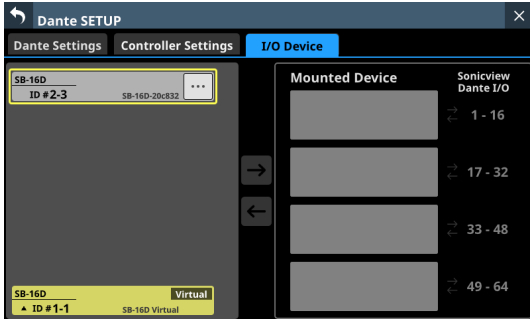 Dante SETUP
Dante Settings
Controller Settings
I/O Device
SB-16D
ID #2-3
SB-16D-20c832
...
Mounted Device
Sonicview
Dante I/O
1 - 16
17 - 32
33 - 48
49 - 64
SB-16D
Virtual
▲ ID #1-1
SB-16D Virtual